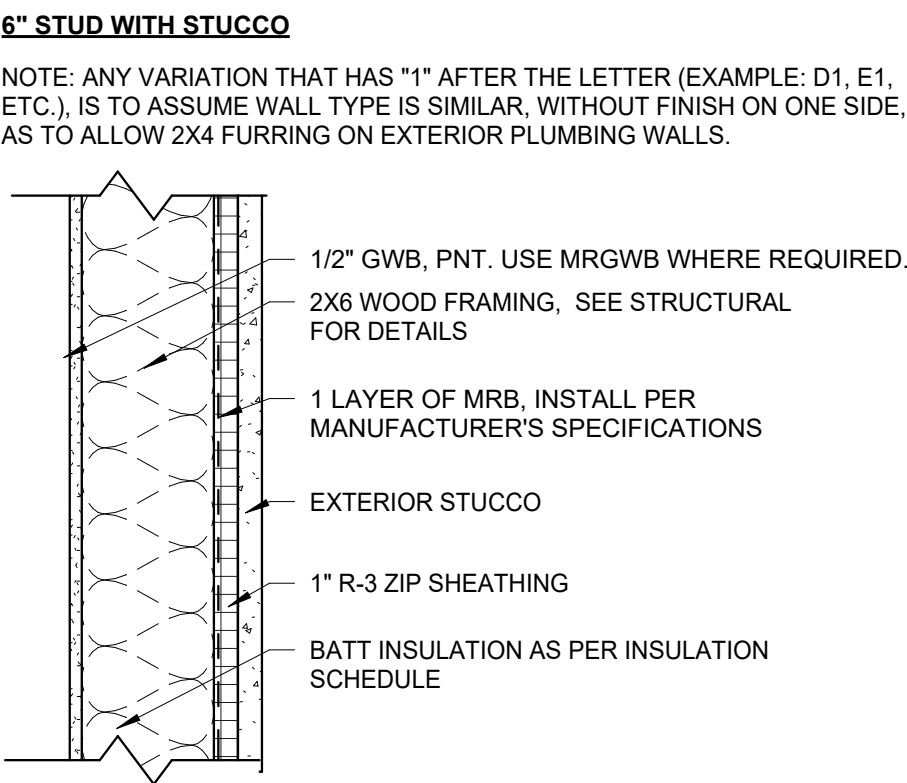 6" STUD WITH STUCCO
NOTE: ANY VARIATION THAT HAS "1" AFTER THE LETTER (EXAMPLE: D1, E1,
ETC.), IS TO ASSUME WALL TYPE IS SIMILAR, WITHOUT FINISH ON ONE SIDE,
AS TO ALLOW 2X4 FURRING ON EXTERIOR PLUMBING WALLS.
1/2" GWB, PNT. USE MRGWB WHERE REQUIRED.
2X6 WOOD FRAMING, SEE STRUCTURAL
FOR DETAILS
1 LAYER OF MRB, INSTALL PER
MANUFACTURER'S SPECIFICATIONS
EXTERIOR STUCCO
1" R-3 ZIP SHEATHING
BATT INSULATION AS PER INSULATION
SCHEDULE